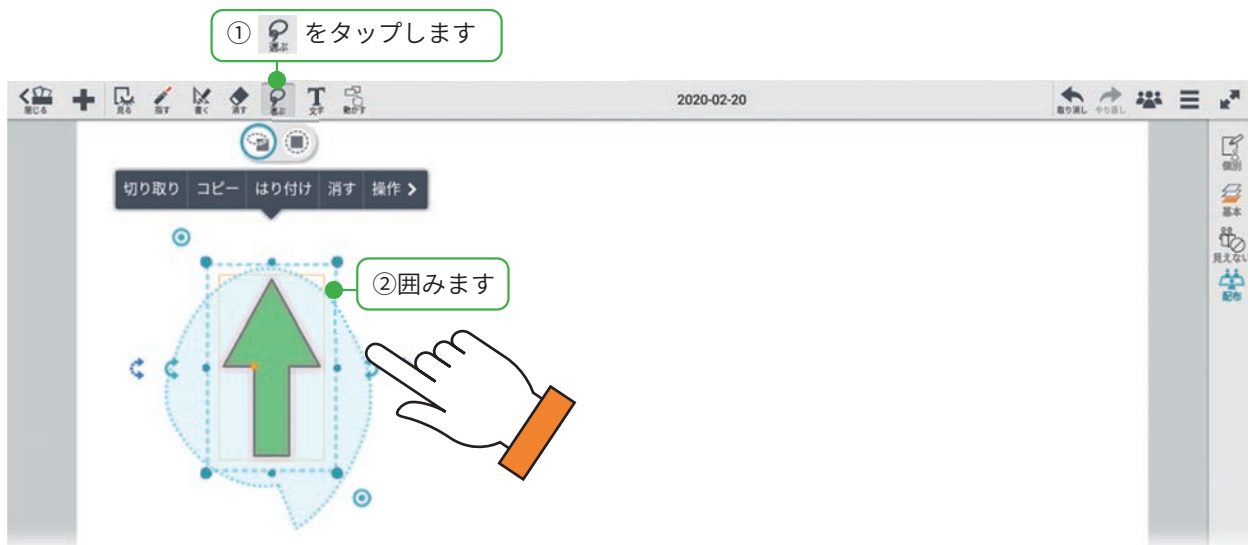 ① 選ぶ をタップします
閉じる 見る 指す 書く 消す 選ぶ 文字 動かす 2020-02-20 取り消し やり直し
個別
切り取り コピー はり付け 消す 操作
基本
見えない
②囲みます
配布